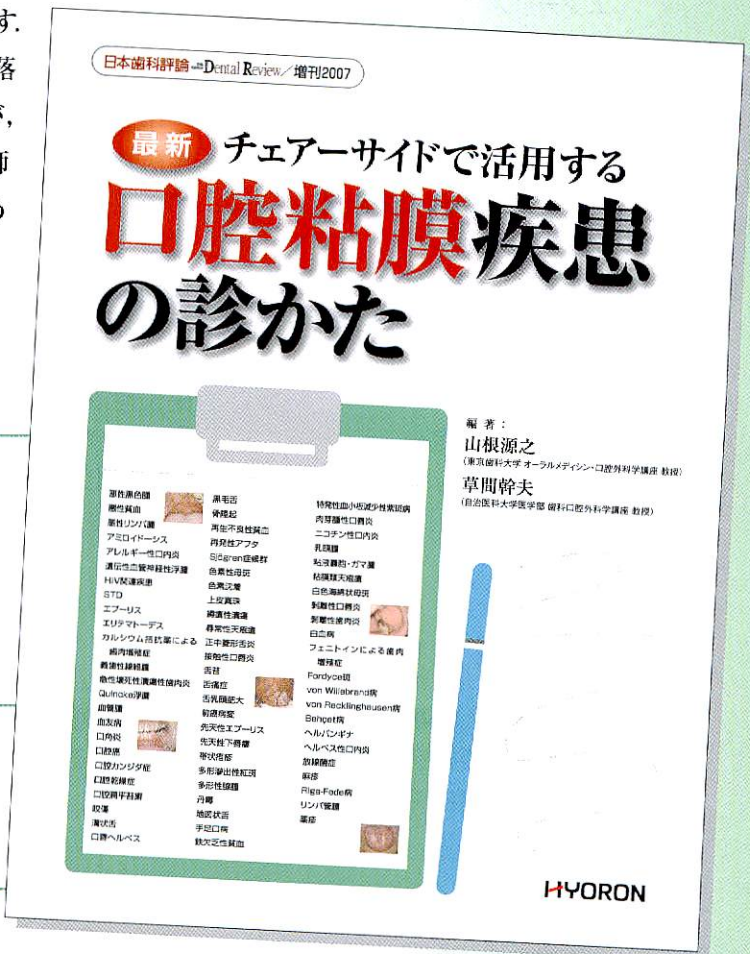 す.
落
師
日本歯科評論 Dental Review／増刊2007
最新 チェアーサイドで活用する
口腔粘膜疾患
の診かた
編著：
山根源之
(東京歯科大学 オーラルメディシン・口腔外科学講座 教授)
草間幹夫
(自治医科大学医学部 歯科口腔外科学講座 教授)
悪性黒色腫
悪性貧血
悪性リンパ腫
アミロイドーシス
アレルギー性口内炎
遺伝性血管神経性浮腫
HIV関連疾患
STD
エプーリス
エリテマトーデス
カルシウム拮抗薬による
歯肉増殖症
義歯性線維腫
急性壊死性潰瘍性歯肉炎
Quincke浮腫
血管腫
血友病
口角炎
口腔癌
口腔カンジダ症
口腔乾燥症
口腔扁平苔癬
咬傷
溝状舌
口唇ヘルペス
黒毛舌
骨隆起
再生不良性貧血
再発性アフタ
Sjögren症候群
色素性母斑
色素沈着
上皮真珠
褥瘡性潰瘍
尋常性天疱瘡
正中菱形舌炎
接触性口唇炎
舌苔
舌痛症
舌乳頭肥大
前癌病変
先天性エプーリス
先天性下唇瘻
帯状疱疹
多形滲出性紅斑
多形性腺腫
丹毒
地図状舌
手足口病
鉄欠乏性貧血
特発性血小板減少性紫斑病
肉芽腫性口唇炎
ニコチン性口内炎
乳頭腫
粘液嚢胞・ガマ腫
粘膜類天疱瘡
白色海綿状母斑
剝離性口唇炎
剝離性歯肉炎
白血病
フェニトインによる歯肉
増殖症
Fordyce斑
von Willebrand病
von Recklinghausen病
Behçet病
ヘルパンギナ
ヘルペス性口内炎
放線菌症
麻疹
Riga-Fede病
リンパ管腫
薬疹
HYORON